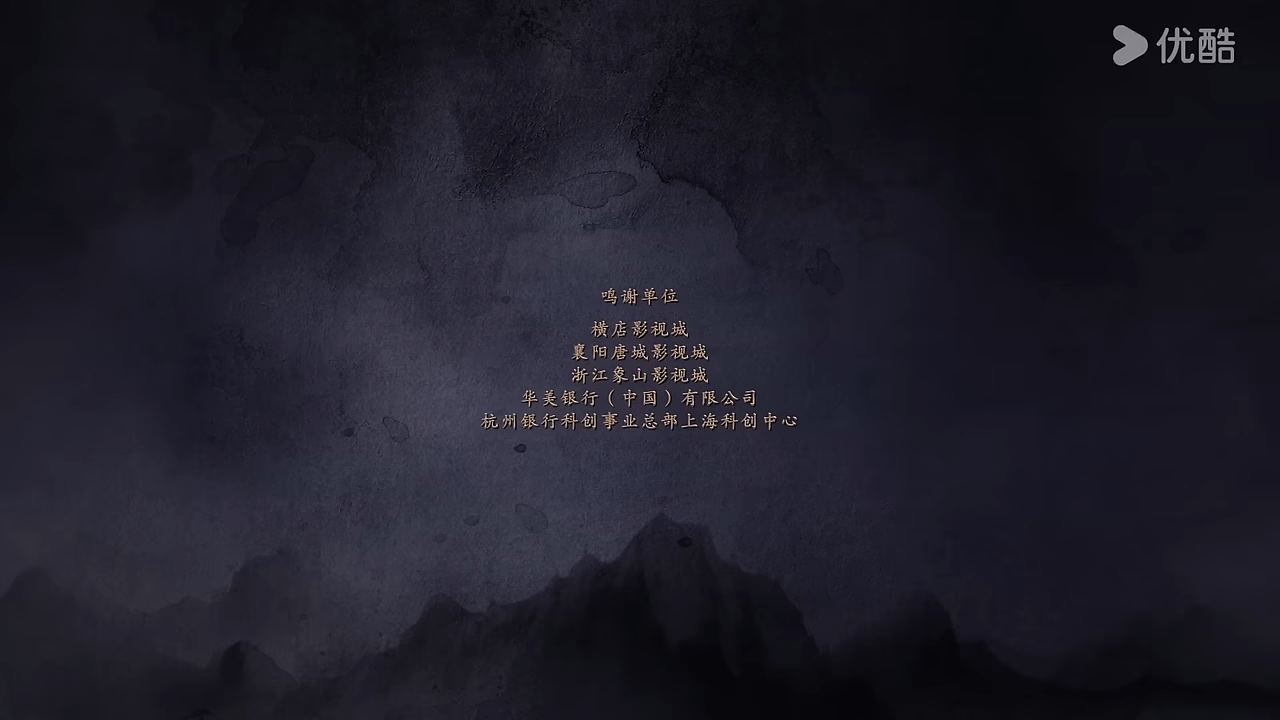 优酷
鸣谢单位
横店影视城
襄阳唐城影视城
浙江象山影视城
华美银行（中国）有限公司
杭州银行科创事业总部上海科创中心